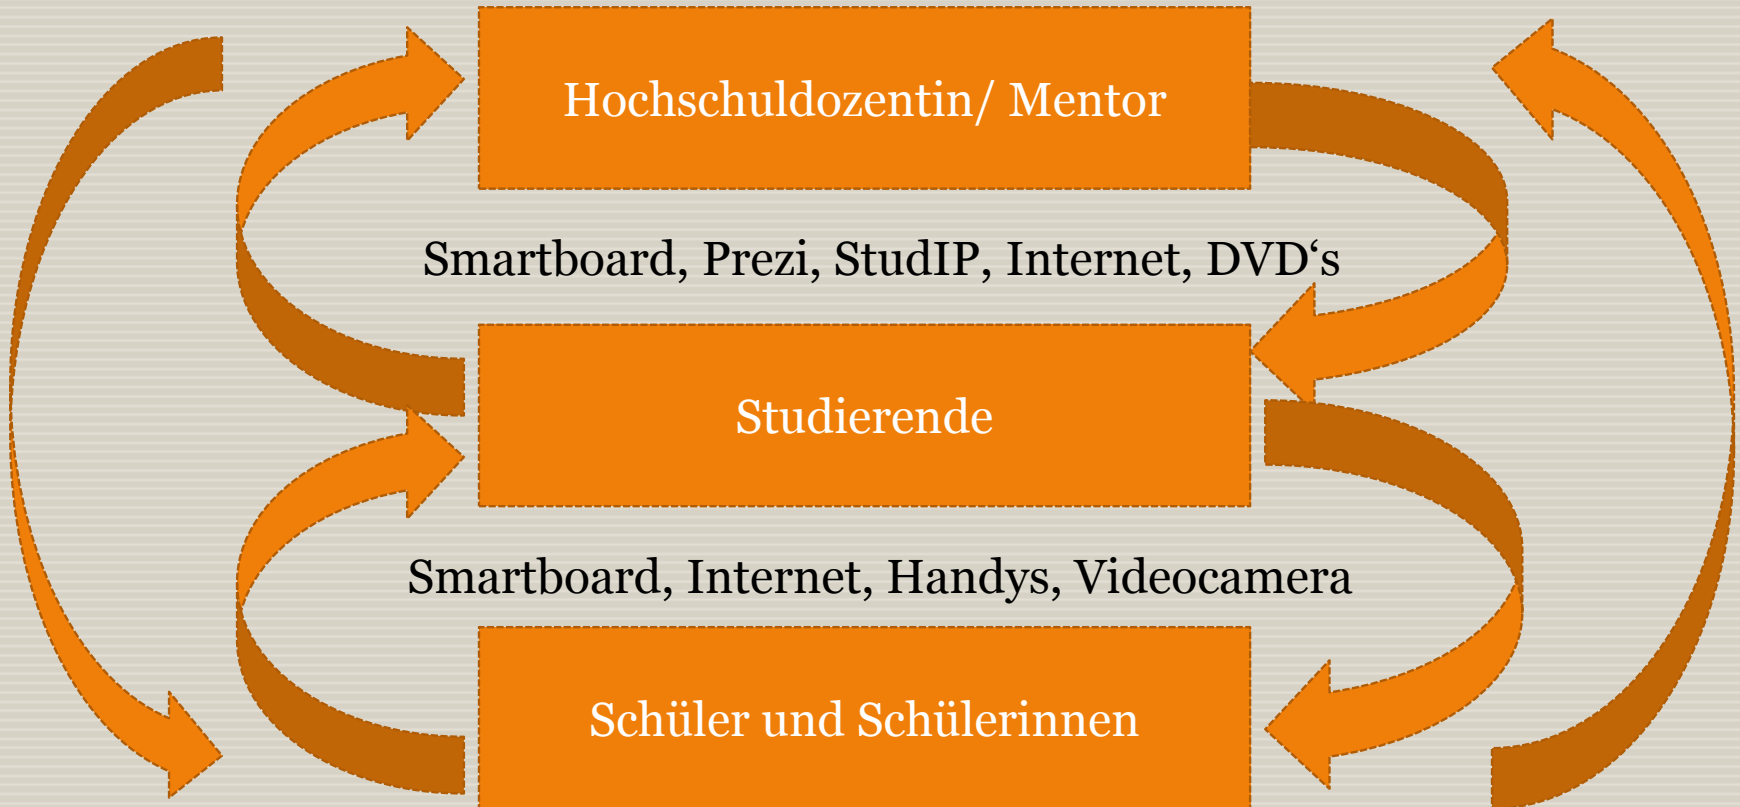 Hochschuldozentin/ Mentor
Smartboard, Prezi, StudIP, Internet, DVD‘s
Studierende
Smartboard, Internet, Handys, Videocamera
Schüler und Schülerinnen